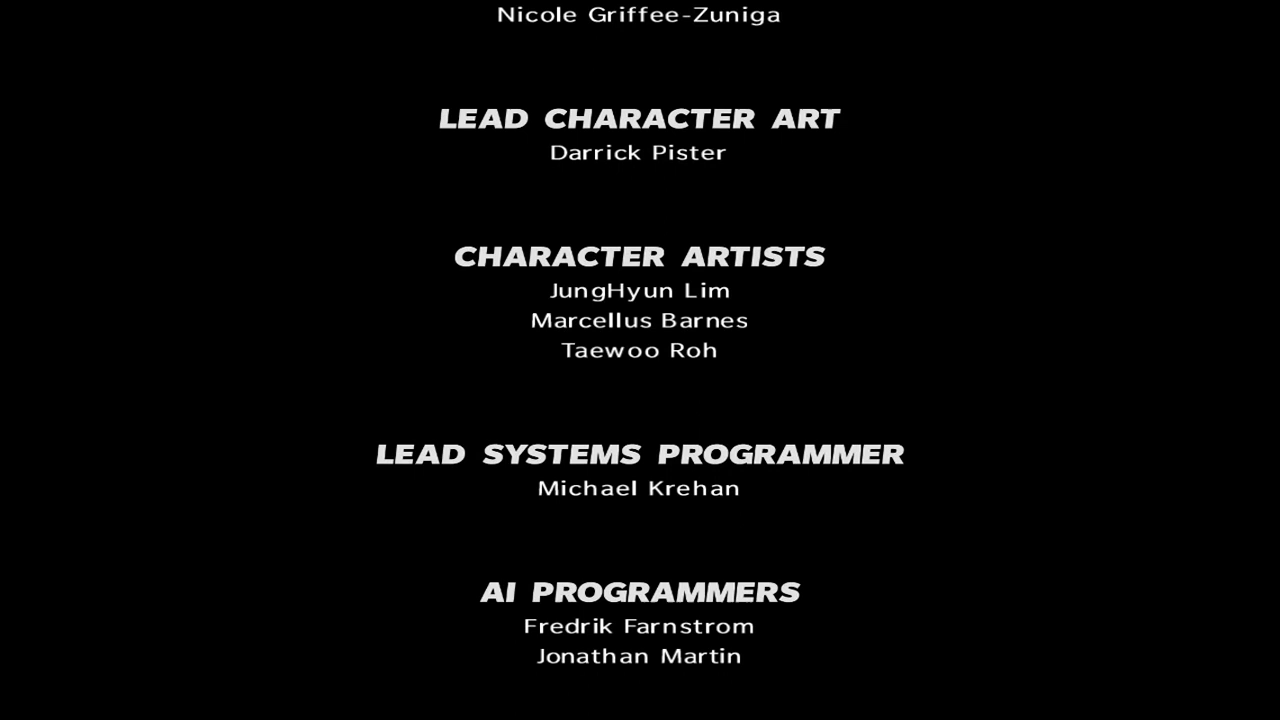 Nicole Griffee-Zuniga
LEAD CHARACTER ART
Darrick Pister
CHARACTER ARTISTS
JungHyun Lim
Marcellus Barnes
Taewoo Roh
LEAD SYSTEMS PROGRAMMER
Michael Krehan
AI PROGRAMMERS
Fredrik Farnstrom
Jonathan Martin